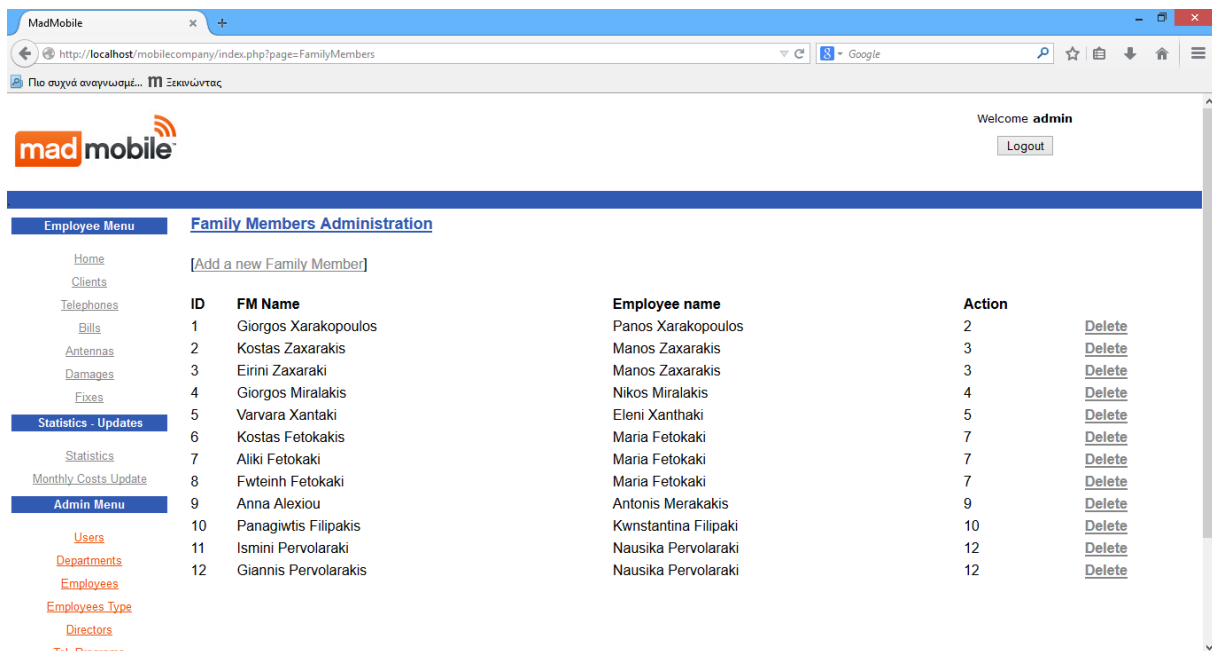 MadMobile
http://localhost/mobilecompany/index.php?page=FamilyMembers
Google
Πιο συχνά αναγνωσμέ... Ξεκινώντας
mad mobile
Welcome admin
Logout
Employee Menu
Home
Clients
Telephones
Bills
Antennas
Damages
Fixes
Statistics - Updates
Statistics
Monthly Costs Update
Admin Menu
Users
Departments
Employees
Employees Type
Directors
Family Members Administration
[Add a new Family Member]
ID FM Name Employee name Action
1 Giorgos Xarakopoulos Panos Xarakopoulos 2 Delete
2 Kostas Zaxarakis Manos Zaxarakis 3 Delete
3 Eirini Zaxaraki Manos Zaxarakis 3 Delete
4 Giorgos Miralakis Nikos Miralakis 4 Delete
5 Varvara Xantaki Eleni Xanthaki 5 Delete
6 Kostas Fetokakis Maria Fetokaki 7 Delete
7 Aliki Fetokaki Maria Fetokaki 7 Delete
8 Fwteinh Fetokaki Maria Fetokaki 7 Delete
9 Anna Alexiou Antonis Merakakis 9 Delete
10 Panagiwtis Filipakis Kwnstantina Filipaki 10 Delete
11 Ismini Pervolaraki Nausika Pervolaraki 12 Delete
12 Giannis Pervolarakis Nausika Pervolaraki 12 Delete